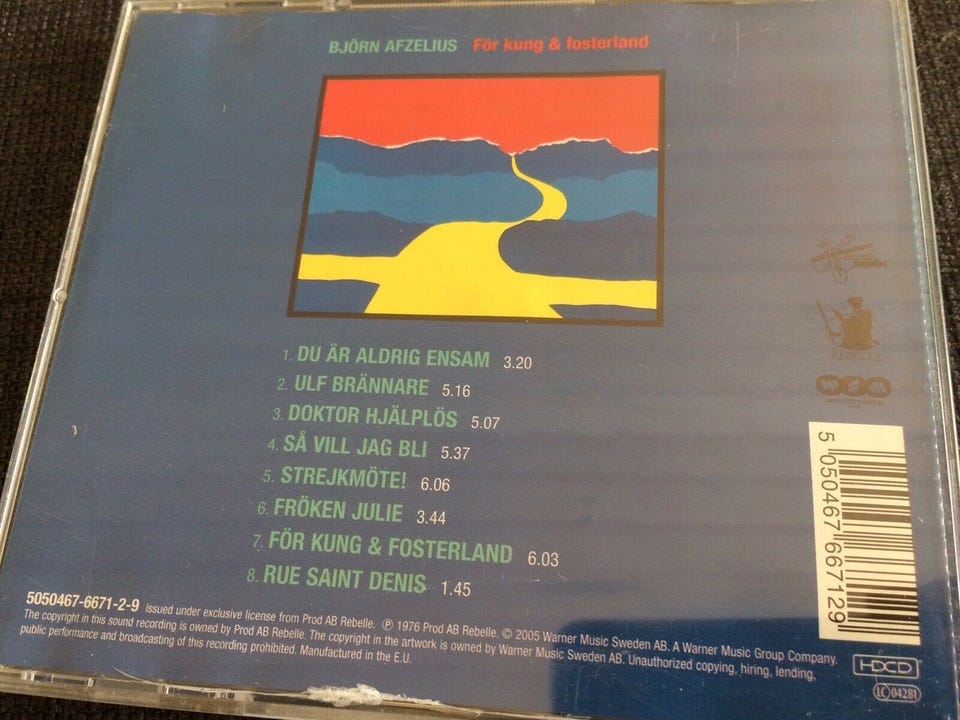 BJÖRN AFZELIUS För kung & fosterland
1. DU ÄR ALDRIG ENSAM 3.20
2. ULF BRÄNNARE 5.16
3. DOKTOR HJÄLPLÖS 5.07
4. SÅ VILL JAG BLI 5.37
5. STREJKMÖTE! 6.06
6. FRÖKEN JULIE 3.44
7. FÖR KUNG & FOSTERLAND 6.03
8. RUE SAINT DENIS 1.45
REBELLE
5 050467 667129
5050467-6671-2-9 Issued under exclusive license from Prod AB Rebelle. ℗ 1976 Prod AB Rebelle. © 2005 Warner Music Sweden AB. A Warner Music Group Company.
The copyright in this sound recording is owned by Prod AB Rebelle. The copyright in the artwork is owned by Warner Music Sweden AB. Unauthorized copying, hiring, lending,
public performance and broadcasting of this recording prohibited. Manufactured in the E.U.
HDCD
LC 04281